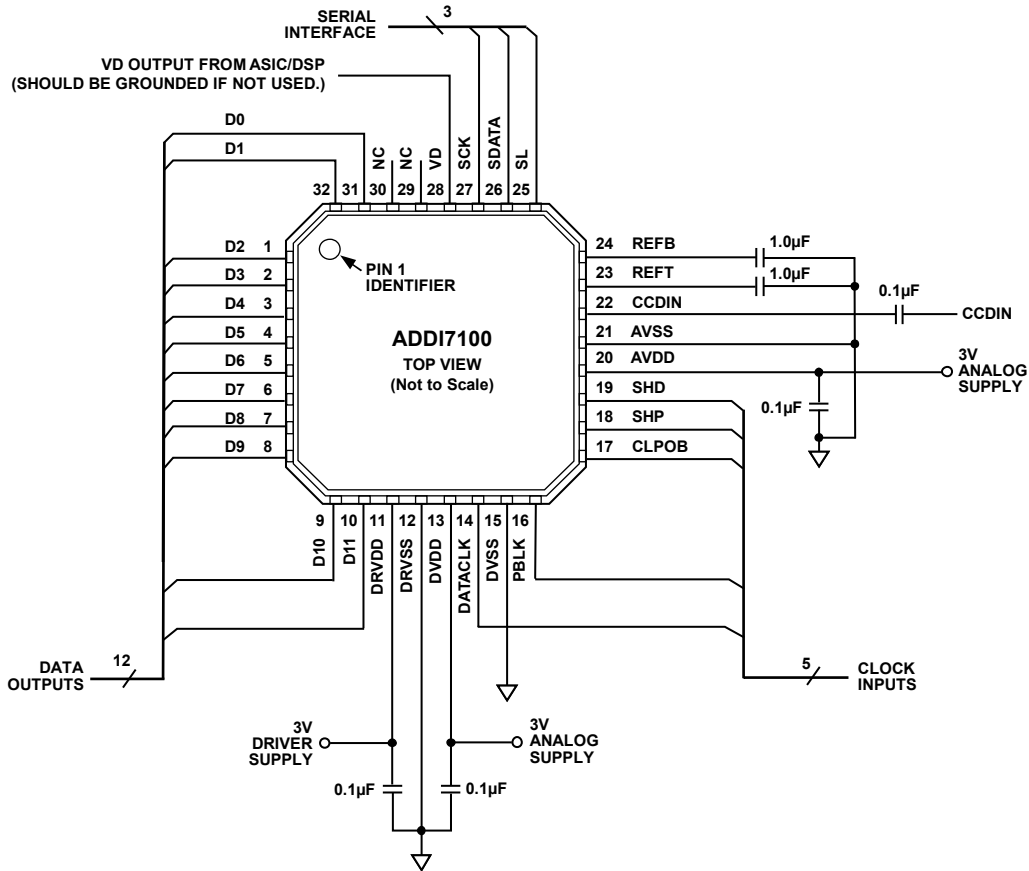 SERIAL
INTERFACE
3
VD OUTPUT FROM ASIC/DSP
(SHOULD BE GROUNDED IF NOT USED.)
D0
D1
NC
NC
VD
SCK
SDATA
SL
32 31 30 29 28 27 26 25
D2 1
D3 2
D4 3
D5 4
D6 5
D7 6
D8 7
D9 8
PIN 1
IDENTIFIER
ADDI7100
TOP VIEW
(Not to Scale)
24 REFB
23 REFT
22 CCDIN
21 AVSS
20 AVDD
19 SHD
18 SHP
17 CLPOB
1.0µF
1.0µF
0.1µF
CCDIN
3V
ANALOG
SUPPLY
0.1µF
9 10 11 12 13 14 15 16
D10
D11
DRVDD
DRVSS
DVDD
DATACLK
DVSS
PBLK
DATA
OUTPUTS
12
5
CLOCK
INPUTS
3V
DRIVER
SUPPLY
3V
ANALOG
SUPPLY
0.1µF
0.1µF